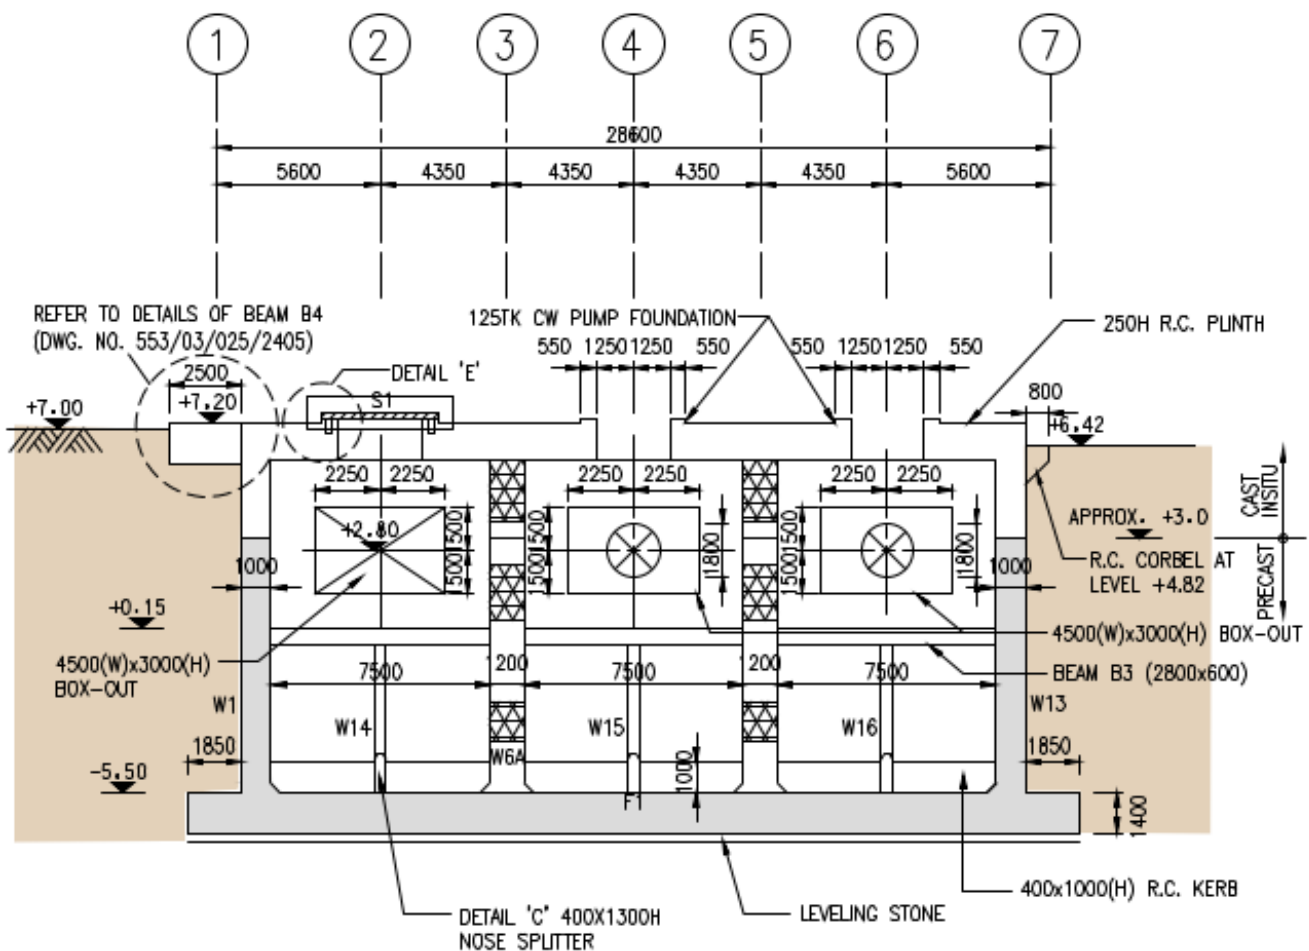 1 2 3 4 5 6 7
28600
5600 4350 4350 4350 4350 5600
REFER TO DETAILS OF BEAM B4
(DWG. NO. 553/03/025/2405)
125TK CW PUMP FOUNDATION
250H R.C. PLINTH
550 1250 1250 550
550 1250 1250 550
2500
DETAIL 'E'
800
+7.00
+7.20
S1
+6.42
2250 2250
2250 2250
2250 2250
CAST
INSITU
APPROX. +3.0
PRECAST
+2.80
1500 1500
1500 1500
1800
1500 1500
1800
1000
1000
R.C. CORBEL AT
LEVEL +4.82
+0.15
4500(W)x3000(H)
BOX-OUT
4500(W)x3000(H) BOX-OUT
BEAM B3 (2800x600)
7500 1200 7500 1200 7500
W1
W14
W15
W16
W13
W6A
1850
1850
-5.50
1000
F1
1400
400x1000(H) R.C. KERB
DETAIL 'C' 400X1300H
NOSE SPLITTER
LEVELING STONE